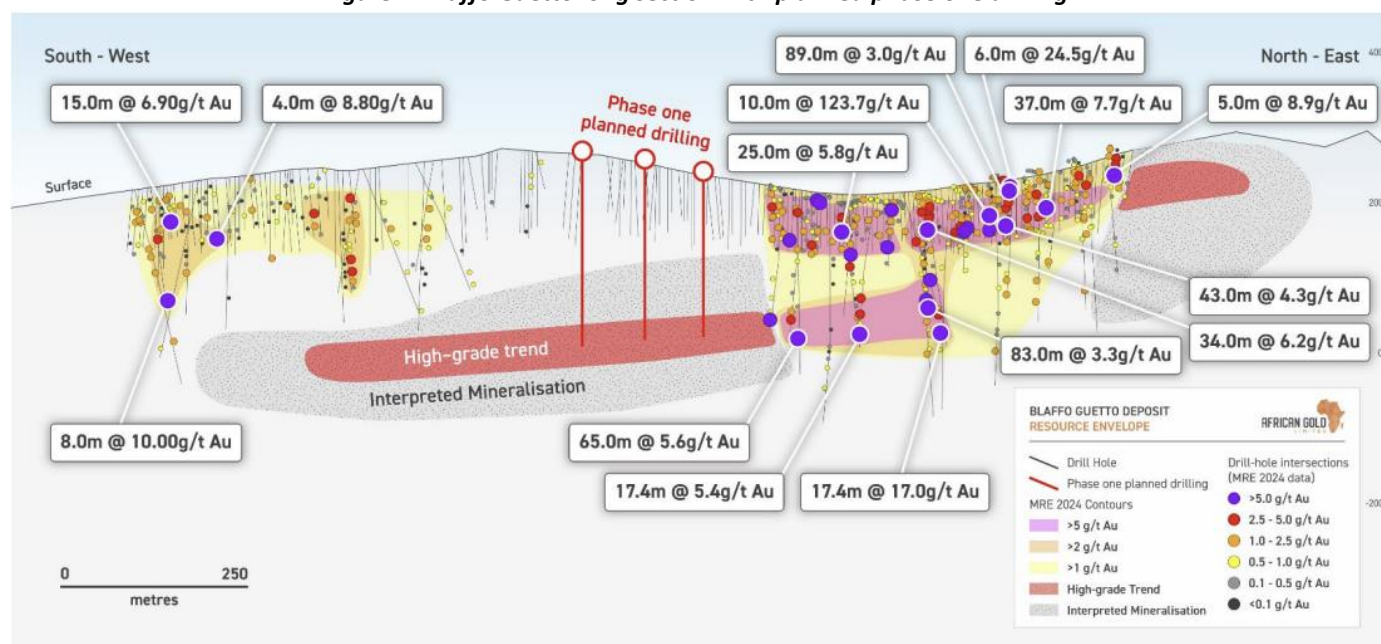 South - West
North - East
400
89.0m @ 3.0g/t Au
6.0m @ 24.5g/t Au
15.0m @ 6.90g/t Au
4.0m @ 8.80g/t Au
10.0m @ 123.7g/t Au
37.0m @ 7.7g/t Au
5.0m @ 8.9g/t Au
Phase one
planned drilling
25.0m @ 5.8g/t Au
Surface
200
43.0m @ 4.3g/t Au
34.0m @ 6.2g/t Au
83.0m @ 3.3g/t Au
0
High-grade trend
Interpreted Mineralisation
8.0m @ 10.00g/t Au
65.0m @ 5.6g/t Au
17.4m @ 5.4g/t Au
17.4m @ 17.0g/t Au
-200
BLAFFO GUETTO DEPOSIT
RESOURCE ENVELOPE
AFRICAN GOLD
LIMITED
Drill Hole
Phase one planned drilling
MRE 2024 Contours
>5 g/t Au
>2 g/t Au
>1 g/t Au
High-grade Trend
Interpreted Mineralisation
Drill-hole intersections
(MRE 2024 data)
>5.0 g/t Au
2.5 - 5.0 g/t Au
1.0 - 2.5 g/t Au
0.5 - 1.0 g/t Au
0.1 - 0.5 g/t Au
<0.1 g/t Au
0 250
metres